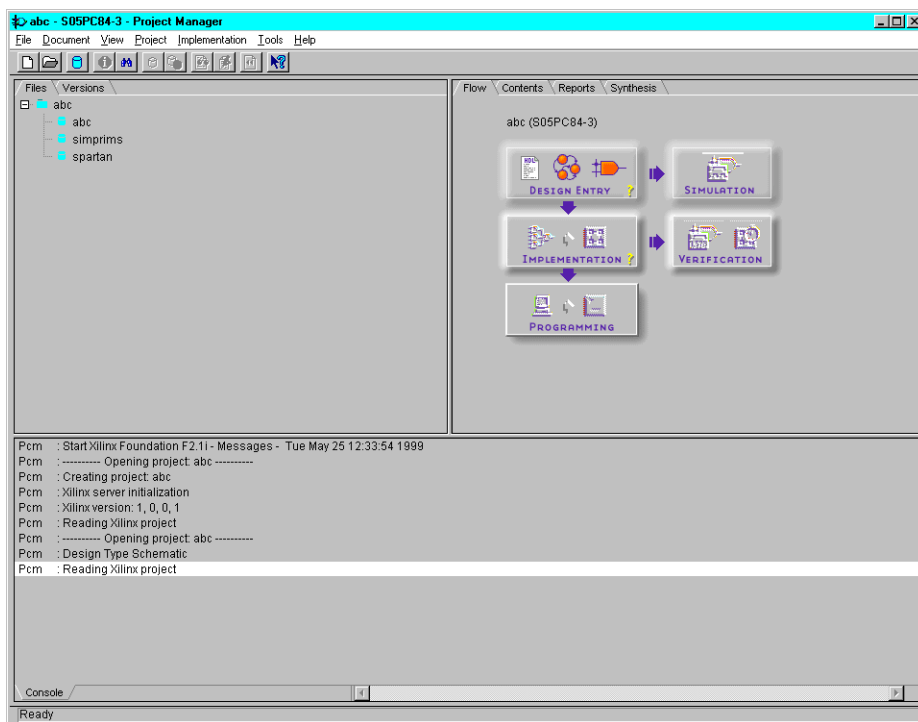 abc - S05PC84-3 - Project Manager
File Document View Project Implementation Tools Help
Files Versions
abc
abc
simprims
spartan
Flow Contents Reports Synthesis
abc (S05PC84-3)
DESIGN ENTRY ?
SIMULATION
IMPLEMENTATION ?
VERIFICATION
PROGRAMMING
Pcm : Start Xilinx Foundation F2.1i - Messages - Tue May 25 12:33:54 1999
Pcm : ---------- Opening project: abc ----------
Pcm : Creating project: abc
Pcm : Xilinx server initialization
Pcm : Xilinx version: 1, 0, 0, 1
Pcm : Reading Xilinx project
Pcm : ---------- Opening project: abc ----------
Pcm : Design Type Schematic
Pcm : Reading Xilinx project
Console
Ready